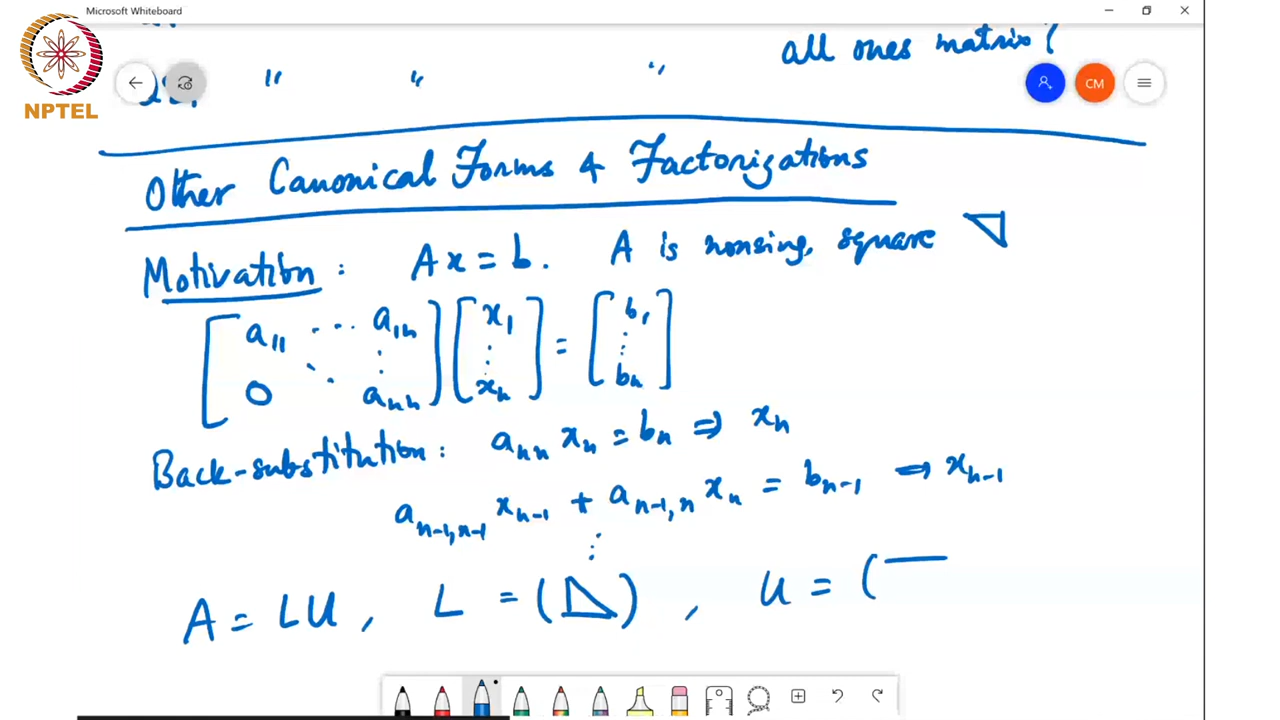 Microsoft Whiteboard
all ones matrix?
" " "
NPTEL
CM
Other Canonical Forms & Factorizations
Motivation : Ax = b. A is nonsing, square
[ a11 ... a1n ; 0 ⋱ ⋮ ann ] [ x1 ⋮ xn ] = [ b1 ⋮ bn ]
Back-substitution : ann xn = bn ⇒ xn
an-1,n-1 xn-1 + an-1,n xn = bn-1 ⇒ xn-1
⋮
A = LU , L = ( ) , U = (